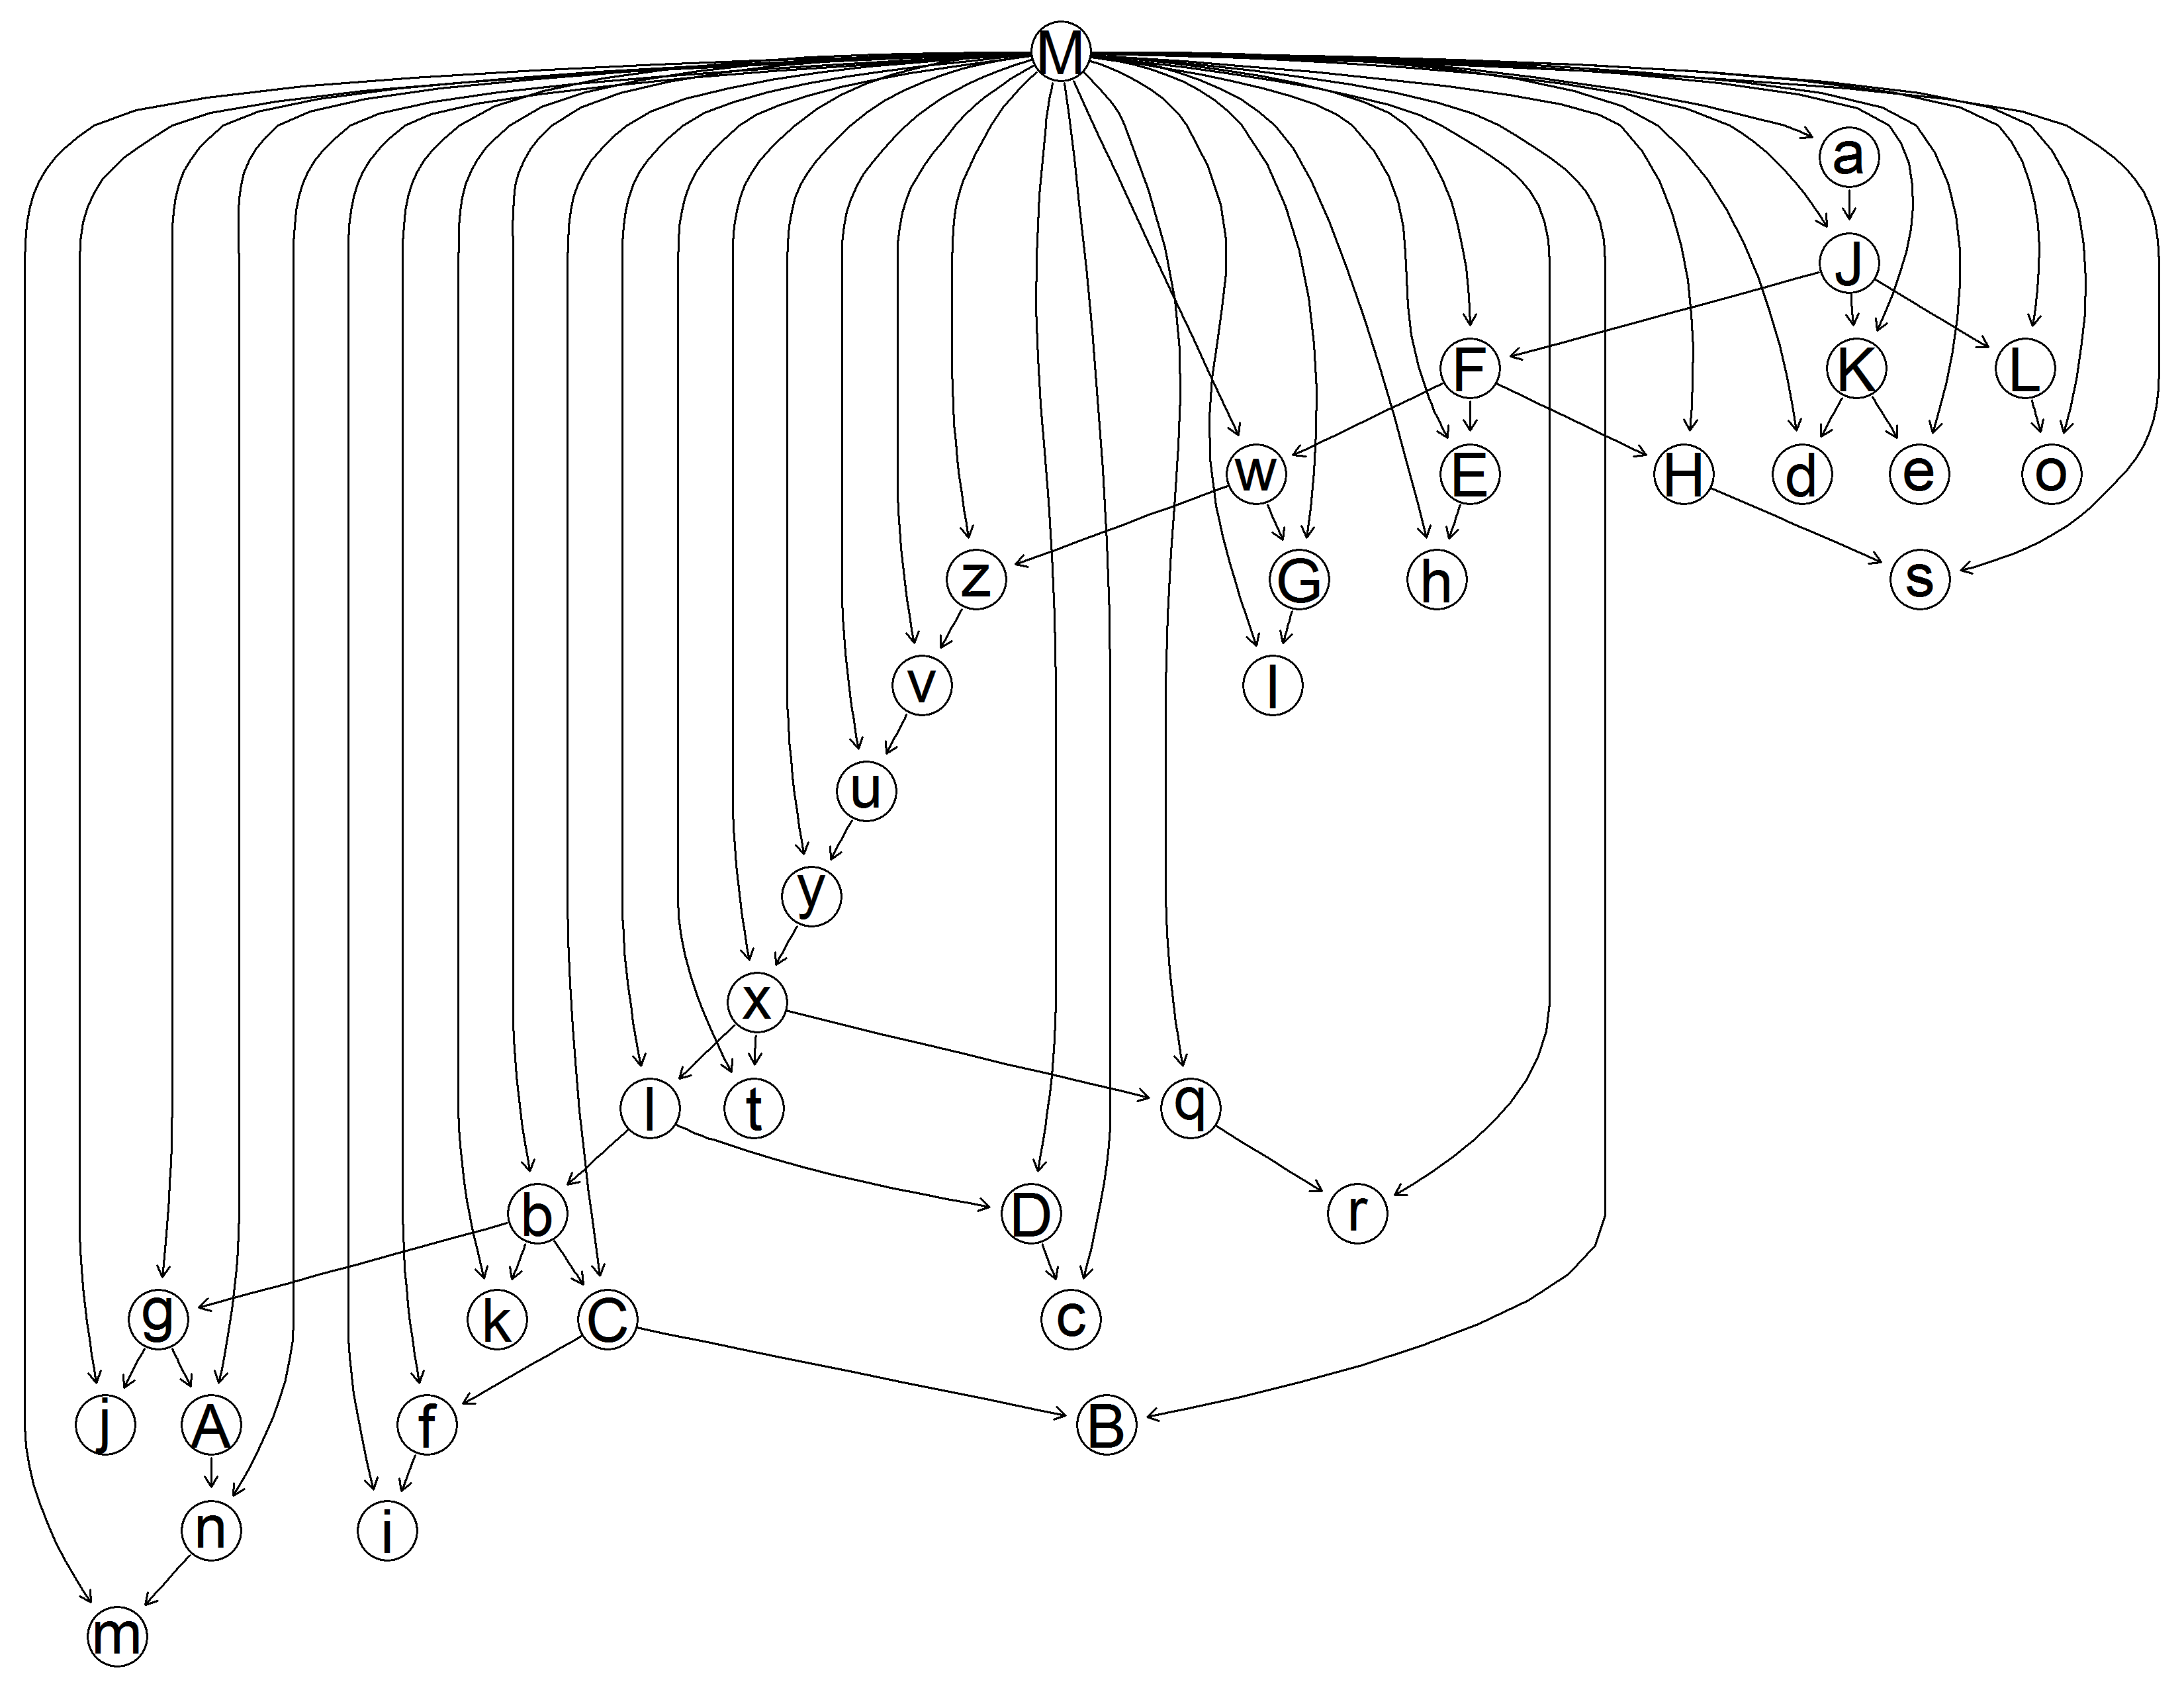 M
a
J
F K L
w E H d e o
z G h s
v I
u
y
x
l t q
b D r
g k C c
j A f B
n i
m